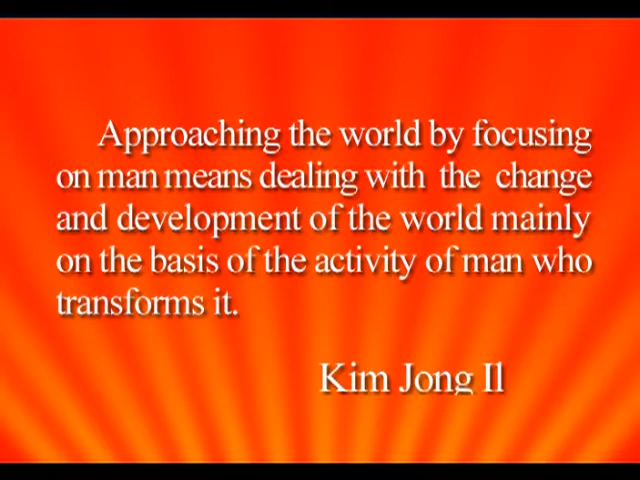 Approaching the world by focusing
on man means dealing with the change
and development of the world mainly
on the basis of the activity of man who
transforms it.
Kim Jong Il